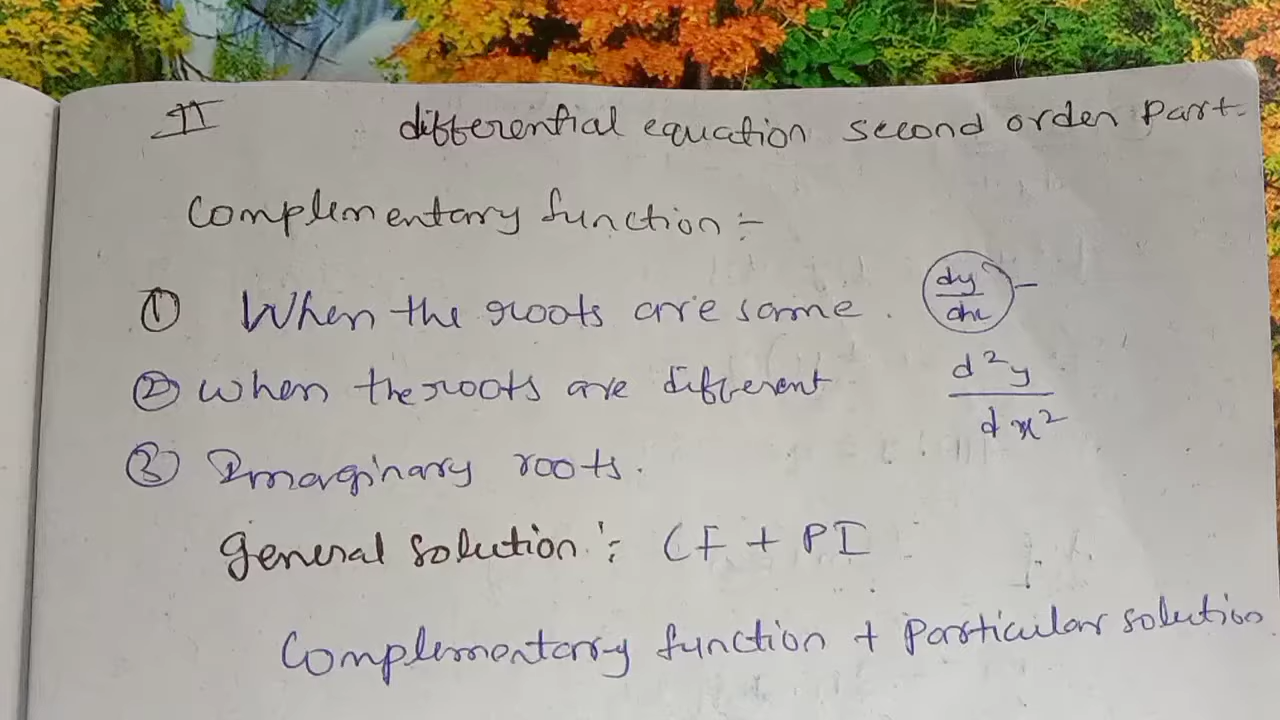 II differential equation second order part-
Complementary function :-
① When the roots are same. dy/dx -
② When the roots are different d²y/dx²
③ Imaginary roots.
General solution : CF + PI
Complementary function + Particular solution